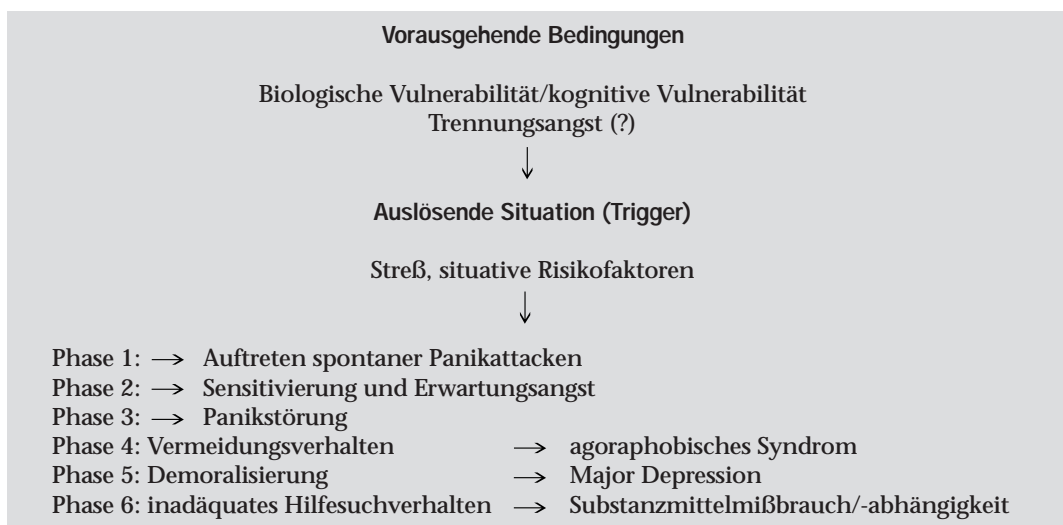 Vorausgehende Bedingungen
Biologische Vulnerabilität/kognitive Vulnerabilität
Trennungsangst (?)
↓
Auslösende Situation (Trigger)
Streß, situative Risikofaktoren
↓
Phase 1: → Auftreten spontaner Panikattacken
Phase 2: → Sensitivierung und Erwartungsangst
Phase 3: → Panikstörung
Phase 4: Vermeidungsverhalten → agoraphobisches Syndrom
Phase 5: Demoralisierung → Major Depression
Phase 6: inadäquates Hilfesuchverhalten → Substanzmittelmißbrauch/-abhängigkeit